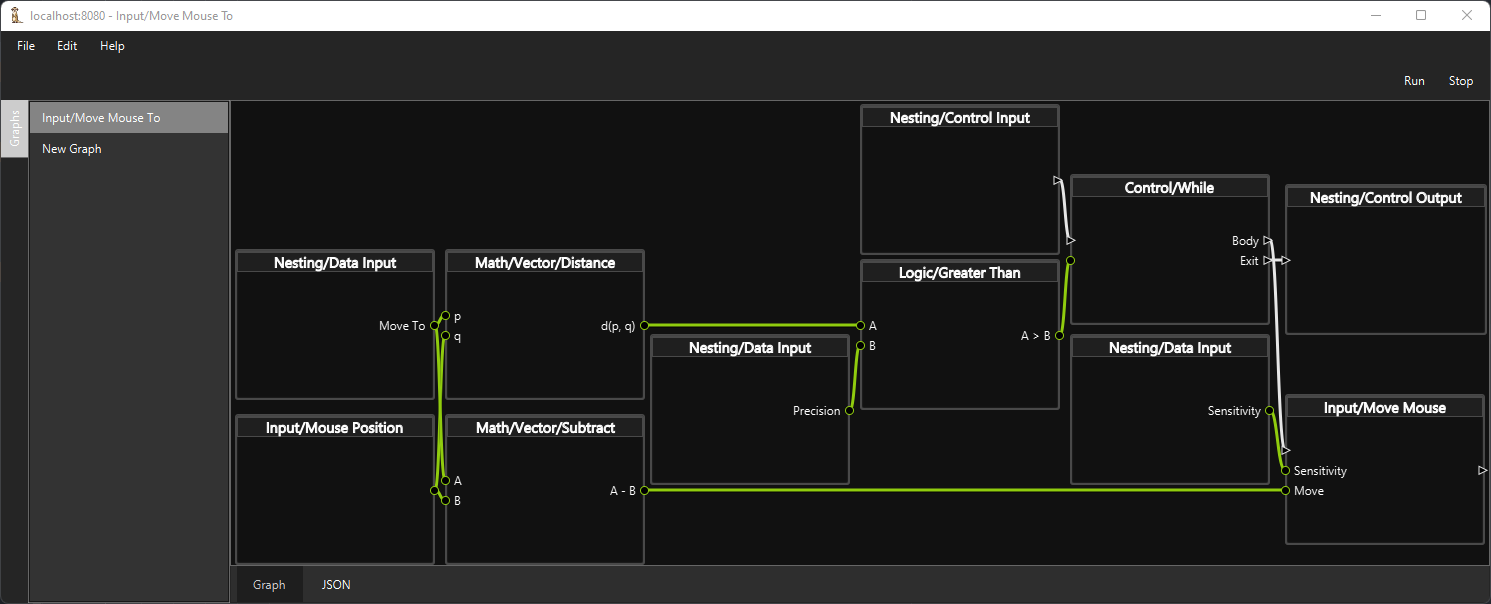 localhost:8080 - Input/Move Mouse To
File Edit Help
Run Stop
Graphs
Input/Move Mouse To
New Graph
Nesting/Control Input
Control/While
Body
Exit
Nesting/Control Output
Nesting/Data Input
Move To
Math/Vector/Distance
p
q
d(p, q)
Logic/Greater Than
A
B
A > B
Nesting/Data Input
Precision
Nesting/Data Input
Sensitivity
Input/Mouse Position
Math/Vector/Subtract
A
B
A - B
Input/Move Mouse
Sensitivity
Move
Graph JSON